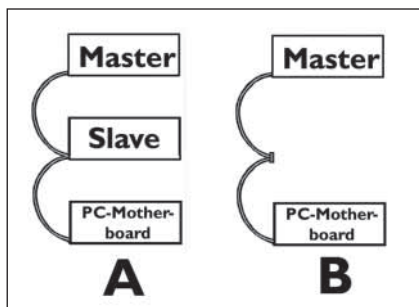 Master
Slave
PC-Mother-
board
A
Master
PC-Mother-
board
B